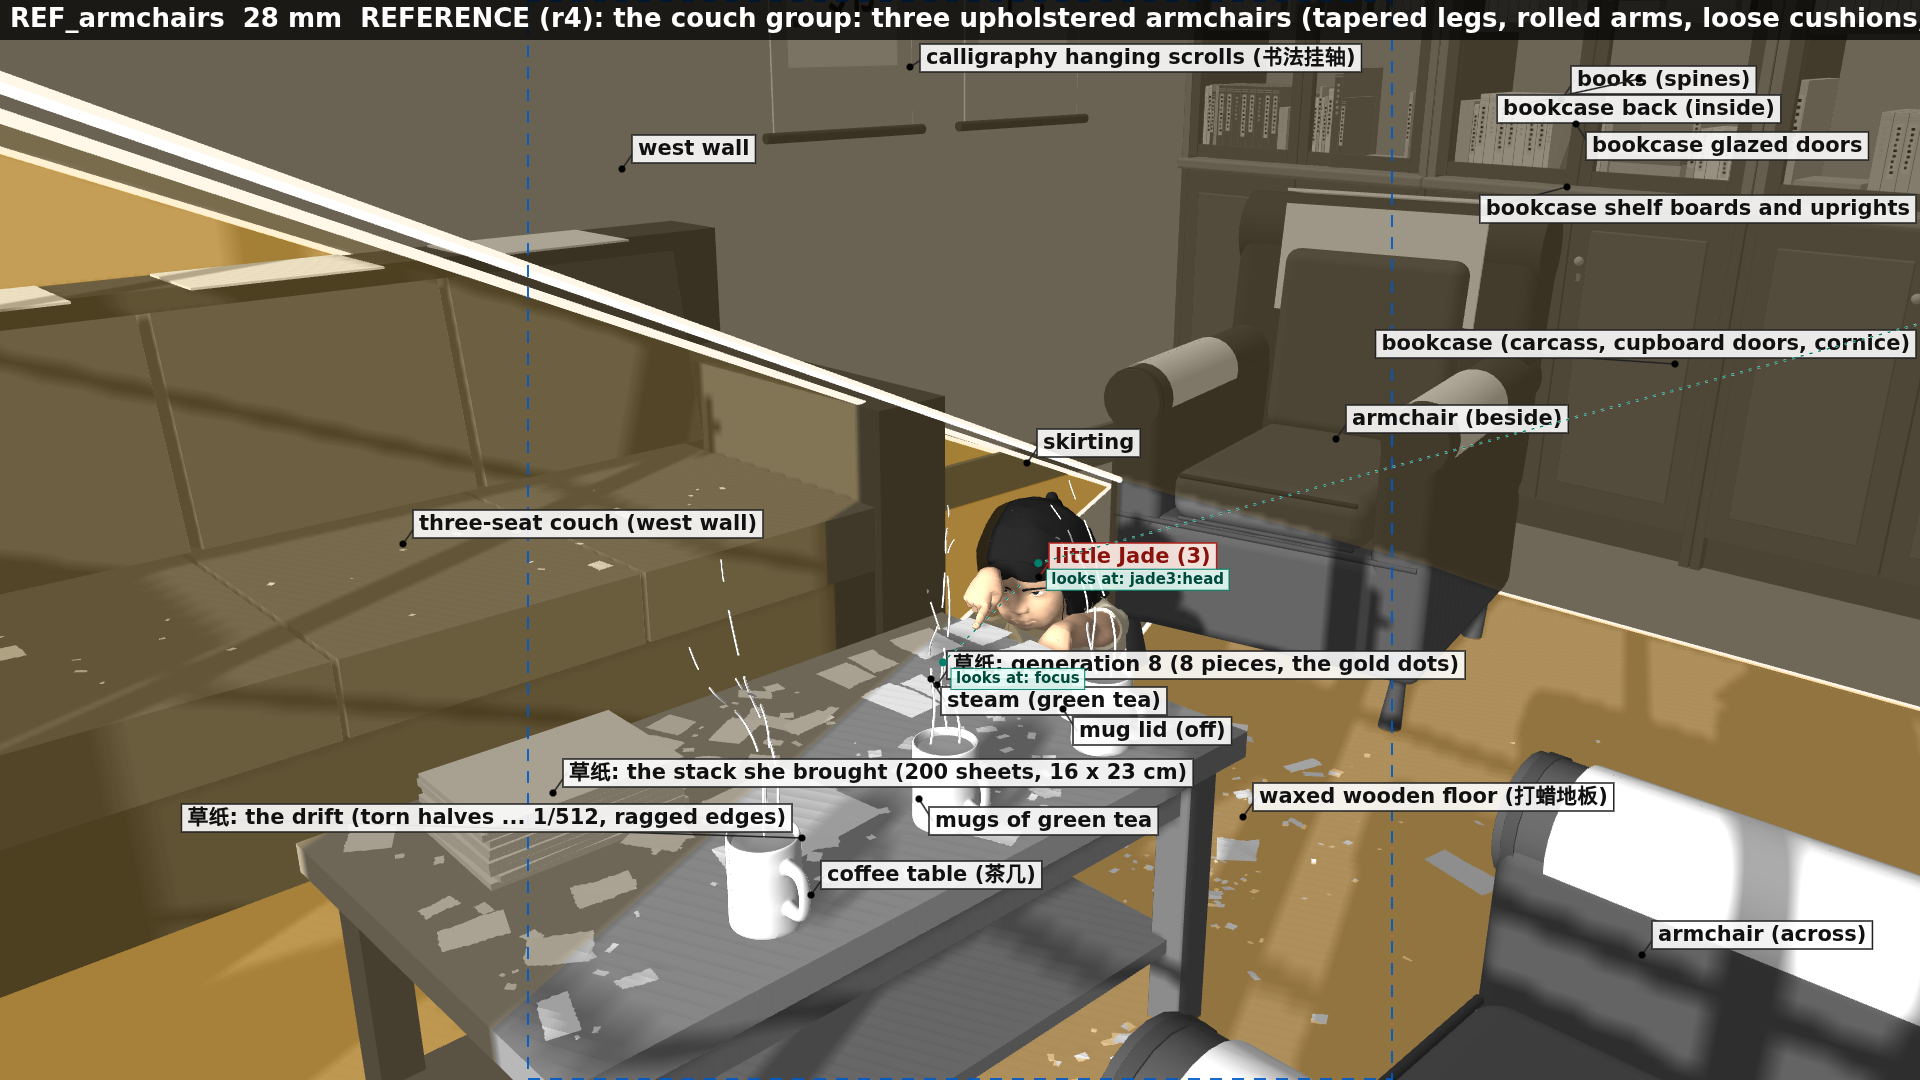 REF_armchairs 28 mm REFERENCE (r4): the couch group: three upholstered armchairs (tapered legs, rolled arms, loose cushions,
calligraphy hanging scrolls (书法挂轴)
books (spines)
bookcase back (inside)
west wall
bookcase glazed doors
bookcase shelf boards and uprights
bookcase (carcass, cupboard doors, cornice)
armchair (beside)
skirting
three-seat couch (west wall)
little Jade (3)
looks at: jade3:head
草纸: generation 8 (8 pieces, the gold dots)
looks at: focus
steam (green tea)
mug lid (off)
草纸: the stack she brought (200 sheets, 16 x 23 cm)
waxed wooden floor (打蜡地板)
草纸: the drift (torn halves ... 1/512, ragged edges)
mugs of green tea
coffee table (茶几)
armchair (across)